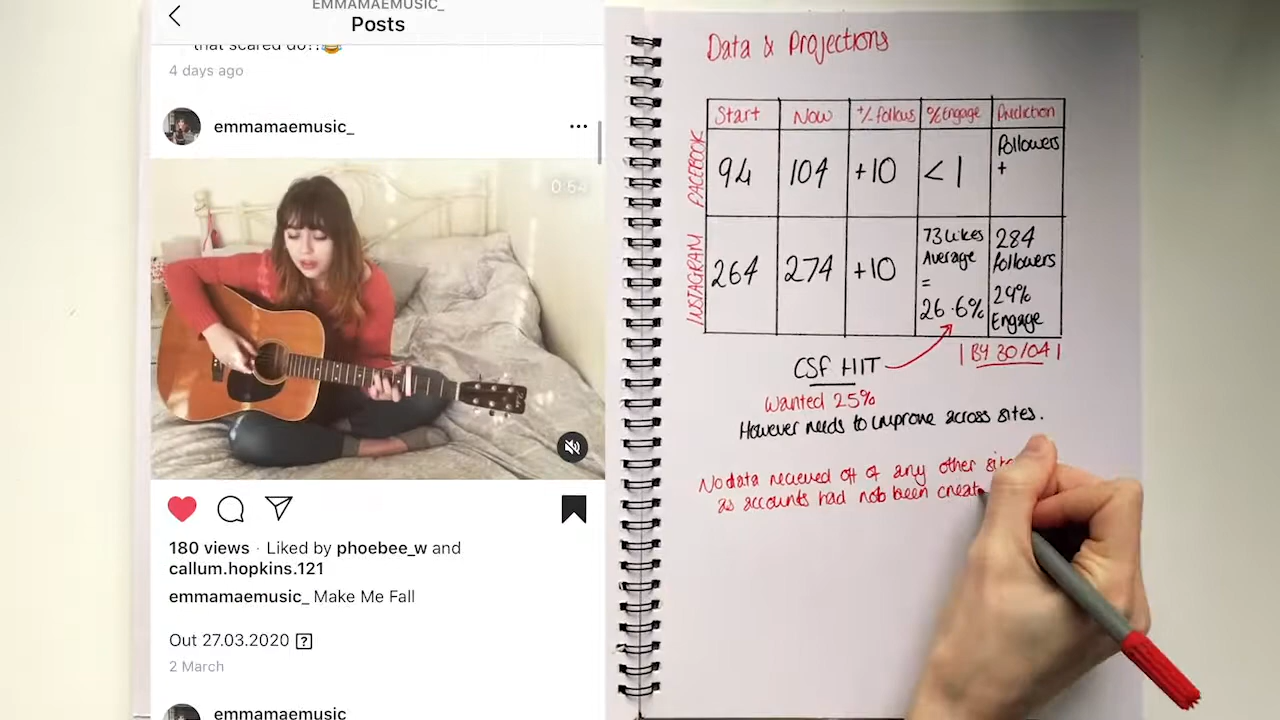 EMMAMAEMUSIC_
Posts
that scared do!!😂
4 days ago
emmamaemusic_
0:54
180 views · Liked by phoebee_w and
callum.hopkins.121
emmamaemusic_ Make Me Fall
Out 27.03.2020 ?
2 March
emmamaemusic
Data & Projections
Start Now +/- follows % Engage Prediction
FACEBOOK
94 104 +10 < 1 Followers
+
INSTAGRAM
264 274 +10
73 likes
Average
=
26.6%
284
followers
29%
Engage
BY 30/04
CSF HIT
Wanted 25%
However needs to improve across sites.
No data recieved off of any other
as accounts had not been creat